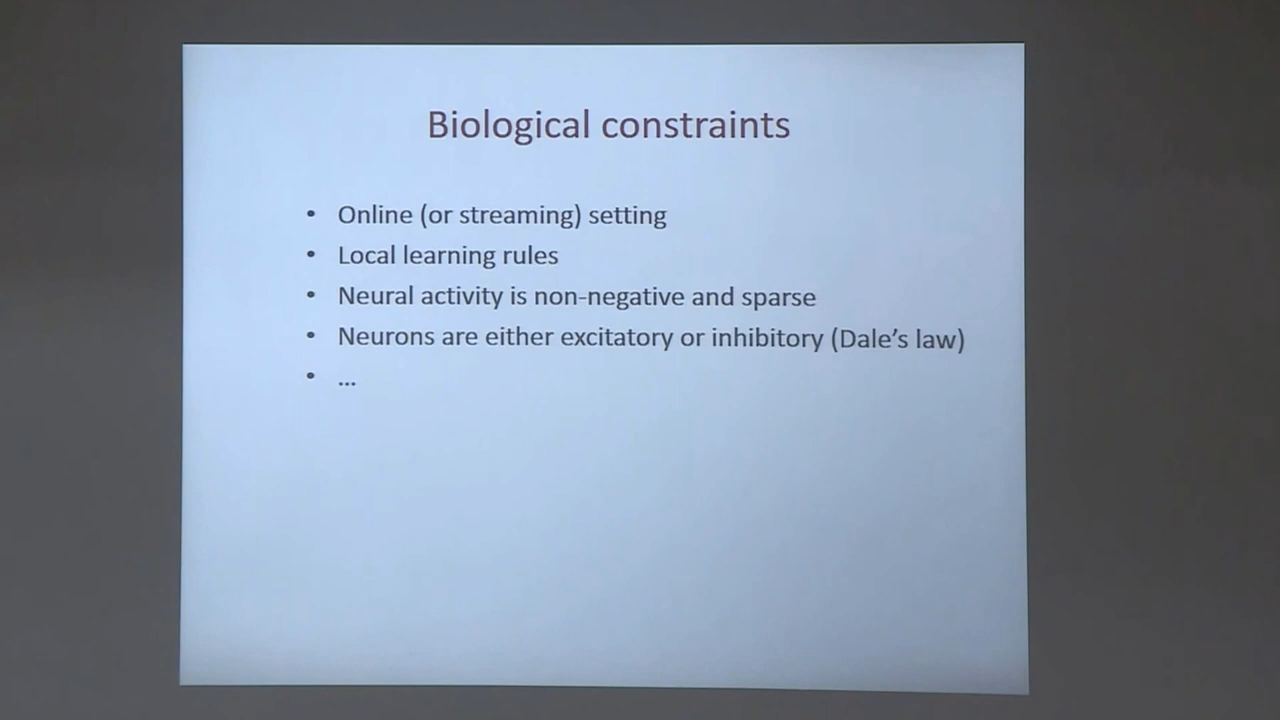 Biological constraints
• Online (or streaming) setting
• Local learning rules
• Neural activity is non-negative and sparse
• Neurons are either excitatory or inhibitory (Dale’s law)
• ...